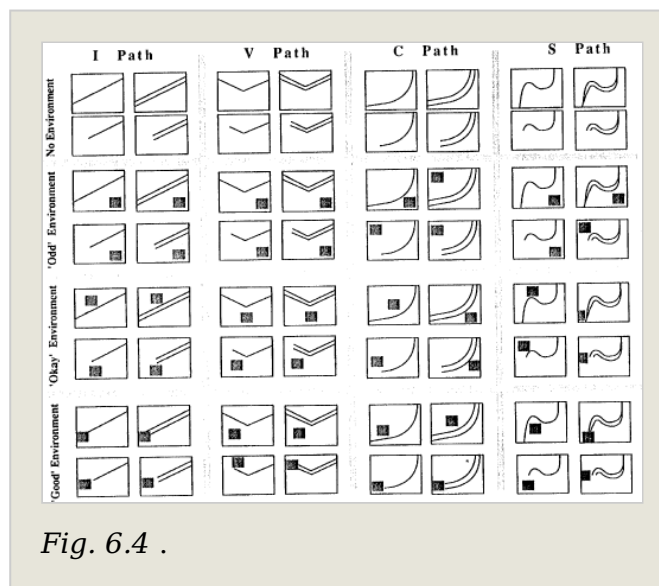 I Path V Path C Path S Path
No Environment
'Odd' Environment
'Okay' Environment
'Good' Environment
Fig. 6.4 .